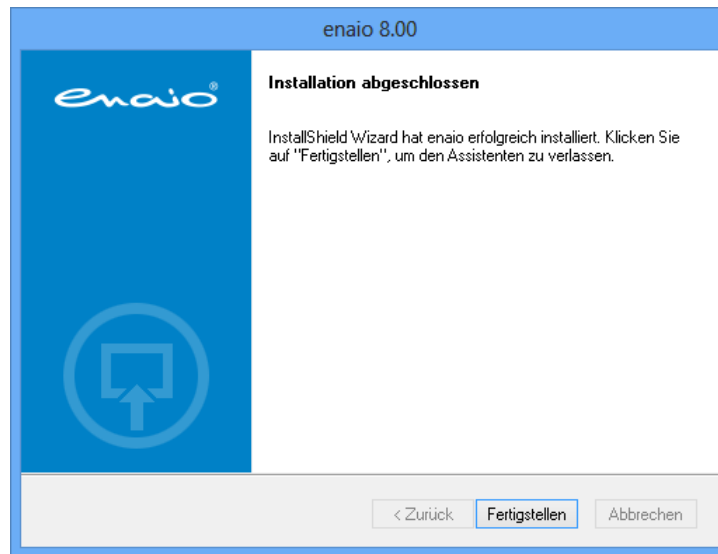 enaio 8.00
enaio®
Installation abgeschlossen
InstallShield Wizard hat enaio erfolgreich installiert. Klicken Sie
auf "Fertigstellen", um den Assistenten zu verlassen.
< Zurück Fertigstellen Abbrechen